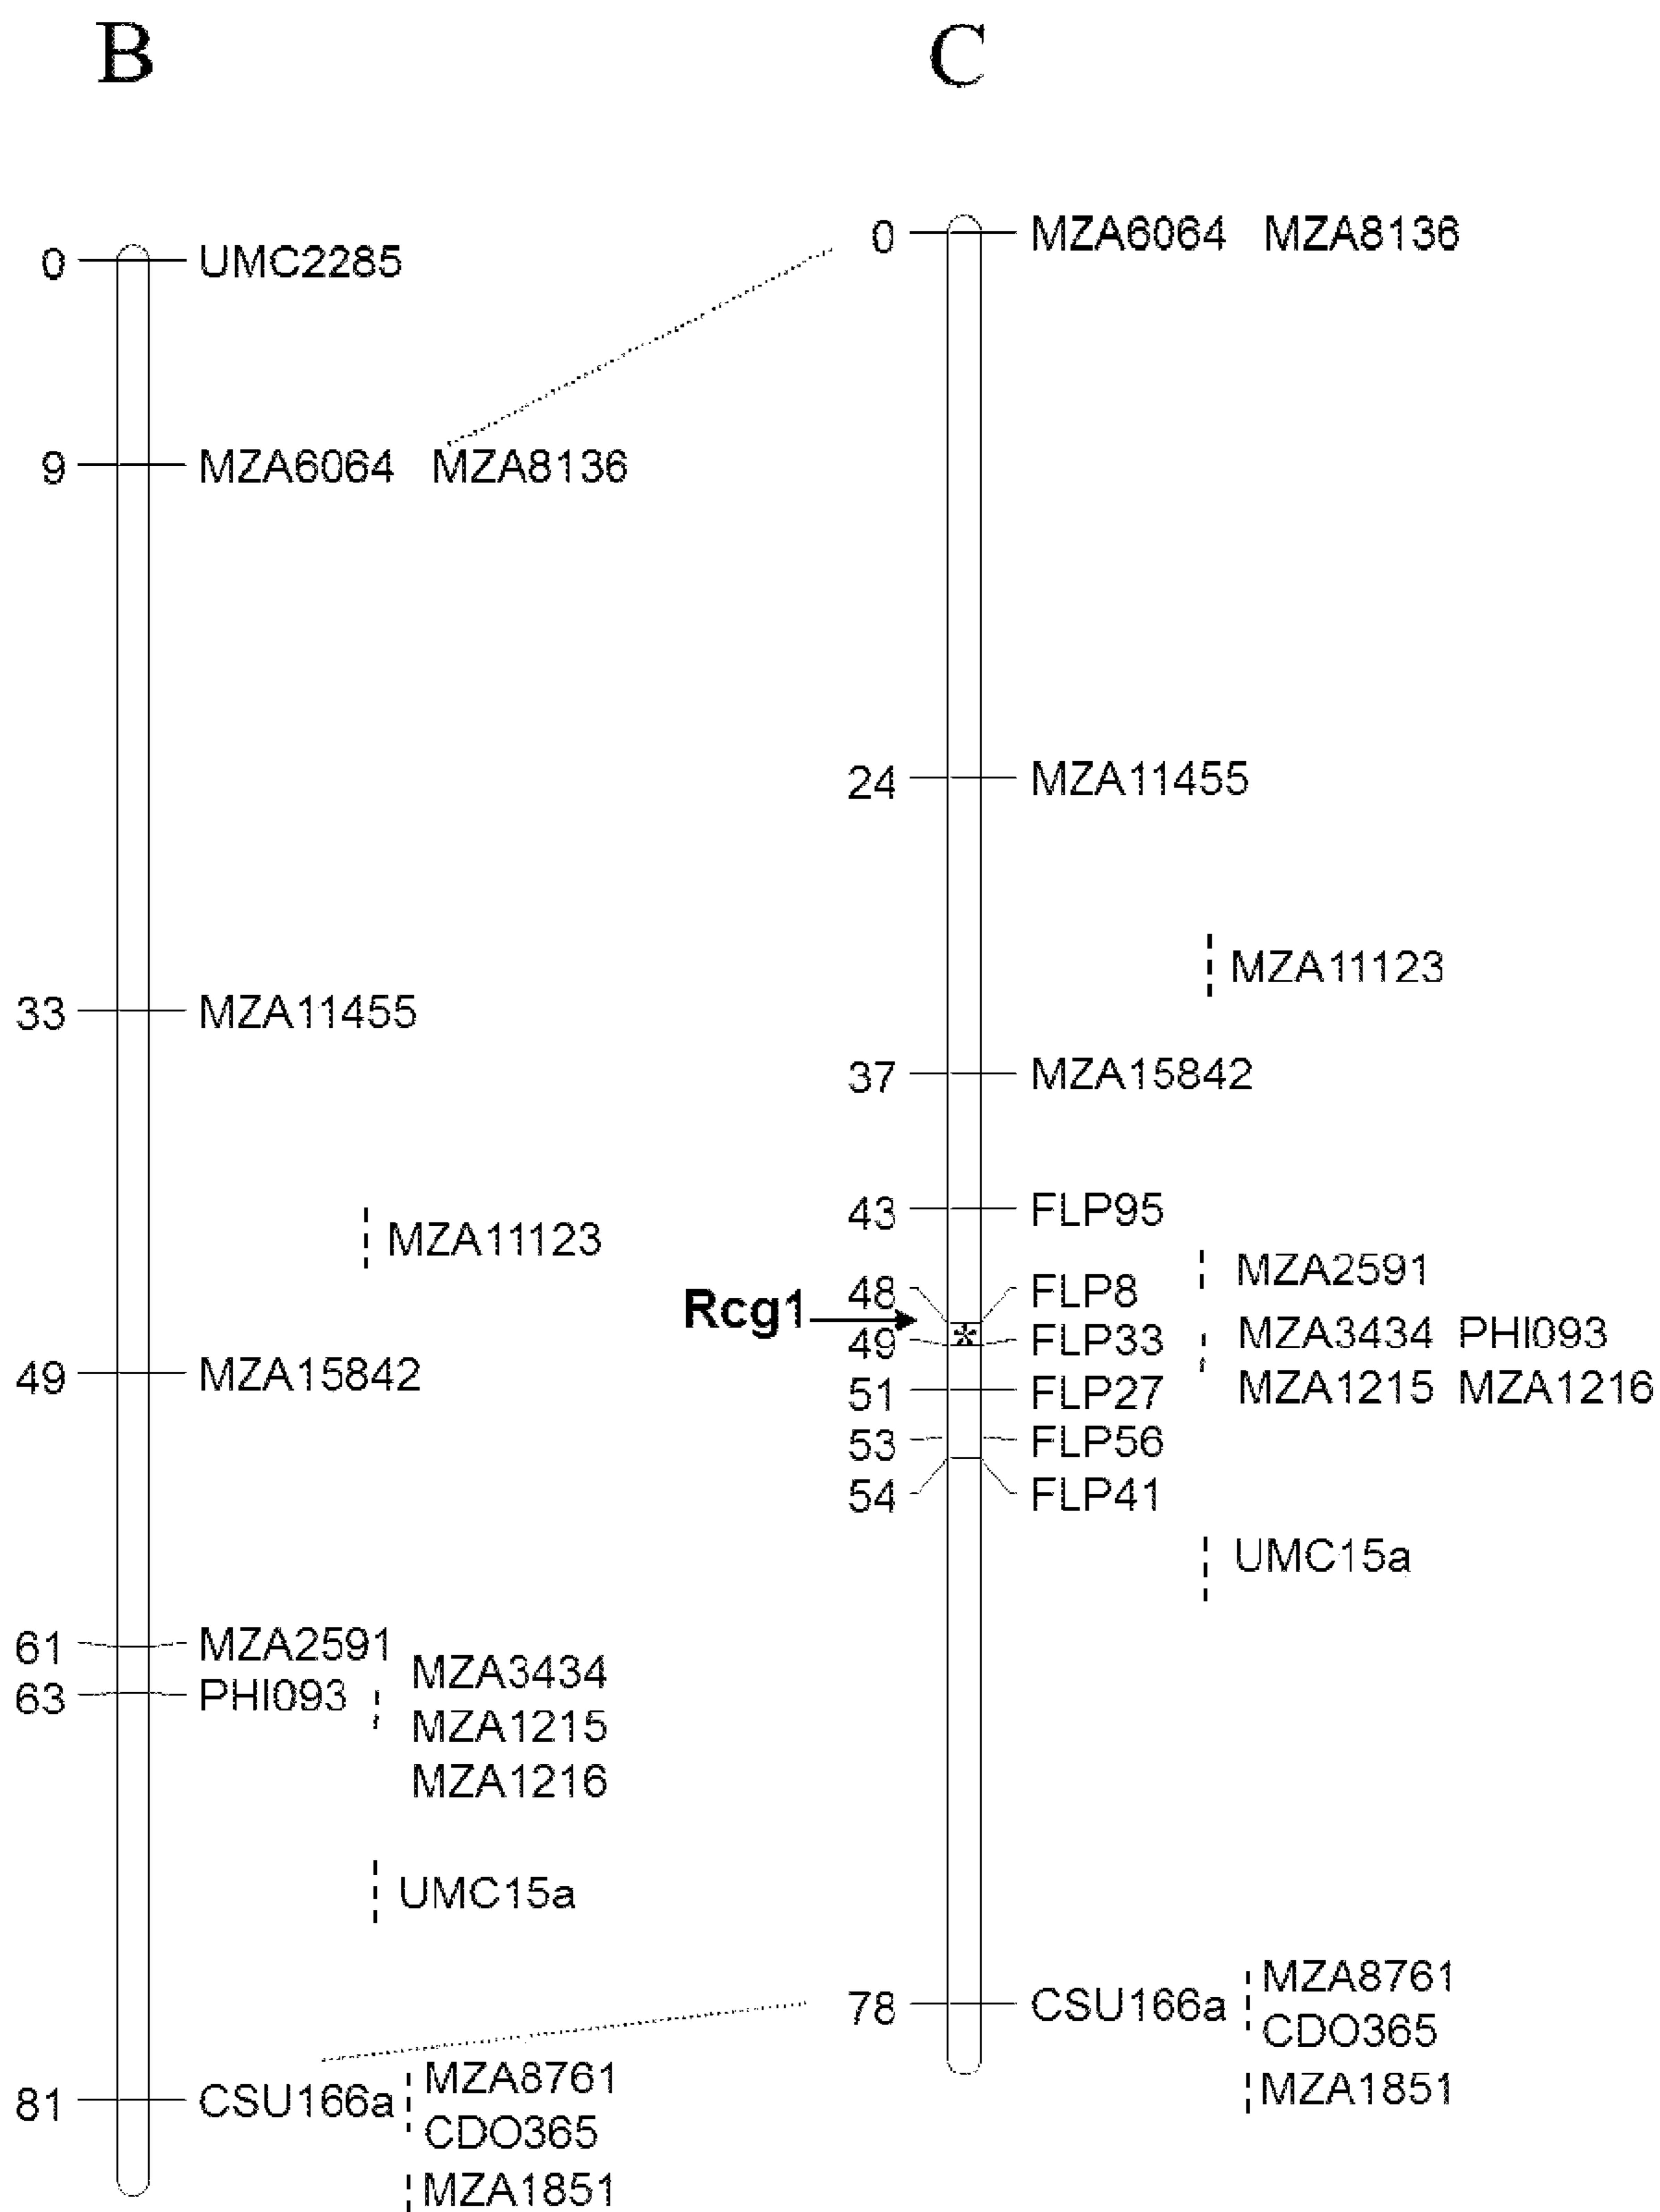 B
0 UMC2285
9 MZA6064 MZA8136
33 MZA11455
MZA11123
49 MZA15842
61 MZA2591
MZA3434
63 PHI093
MZA1215
MZA1216
UMC15a
MZA8761
81 CSU166a
CDO365
MZA1851
C
0 MZA6064 MZA8136
24 MZA11455
MZA11123
37 MZA15842
43 FLP95
MZA2591
48 FLP8
Rcg1
*
49 FLP33 MZA3434 PHI093
51 FLP27 MZA1215 MZA1216
53 FLP56
54 FLP41
UMC15a
MZA8761
78 CSU166a
CDO365
MZA1851